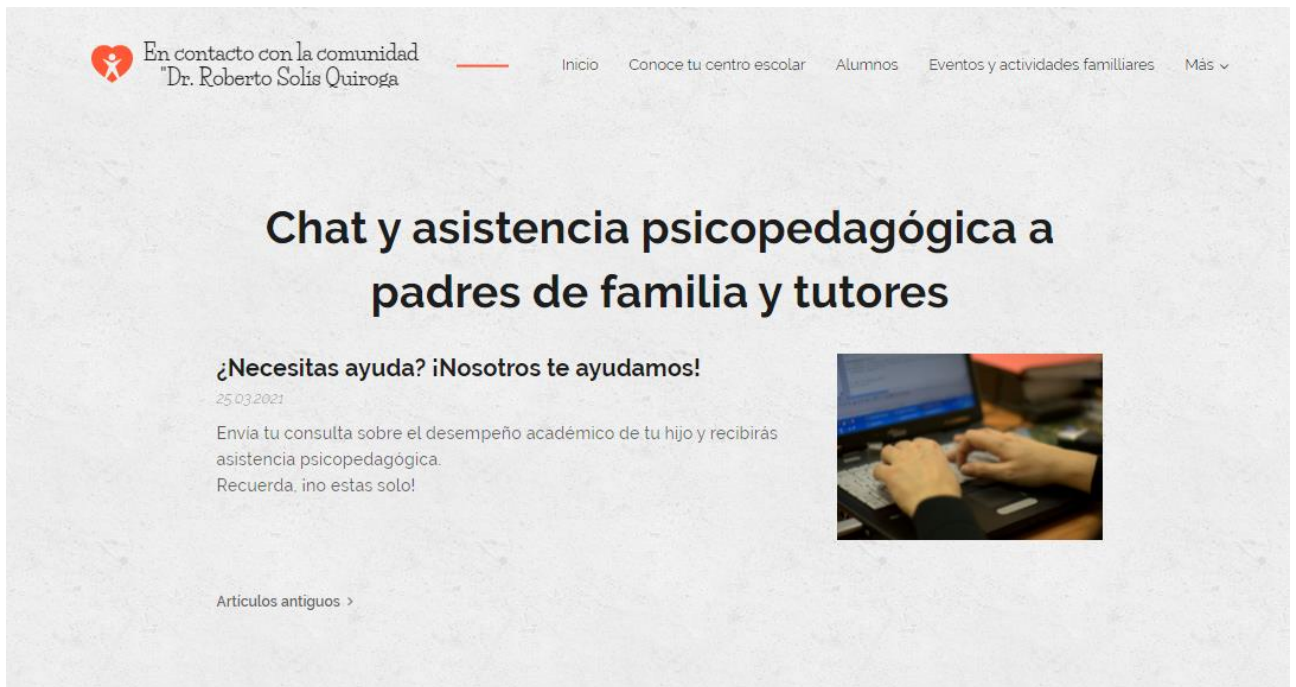 En contacto con la comunidad
"Dr. Roberto Solís Quiroga
Inicio
Conoce tu centro escolar
Alumnos
Eventos y actividades familliares
Más
Chat y asistencia psicopedagógica a
padres de familia y tutores
¿Necesitas ayuda? ¡Nosotros te ayudamos!
25.03.2021
Envía tu consulta sobre el desempeño académico de tu hijo y recibirás
asistencia psicopedagógica.
Recuerda, ¡no estas solo!
Artículos antiguos >